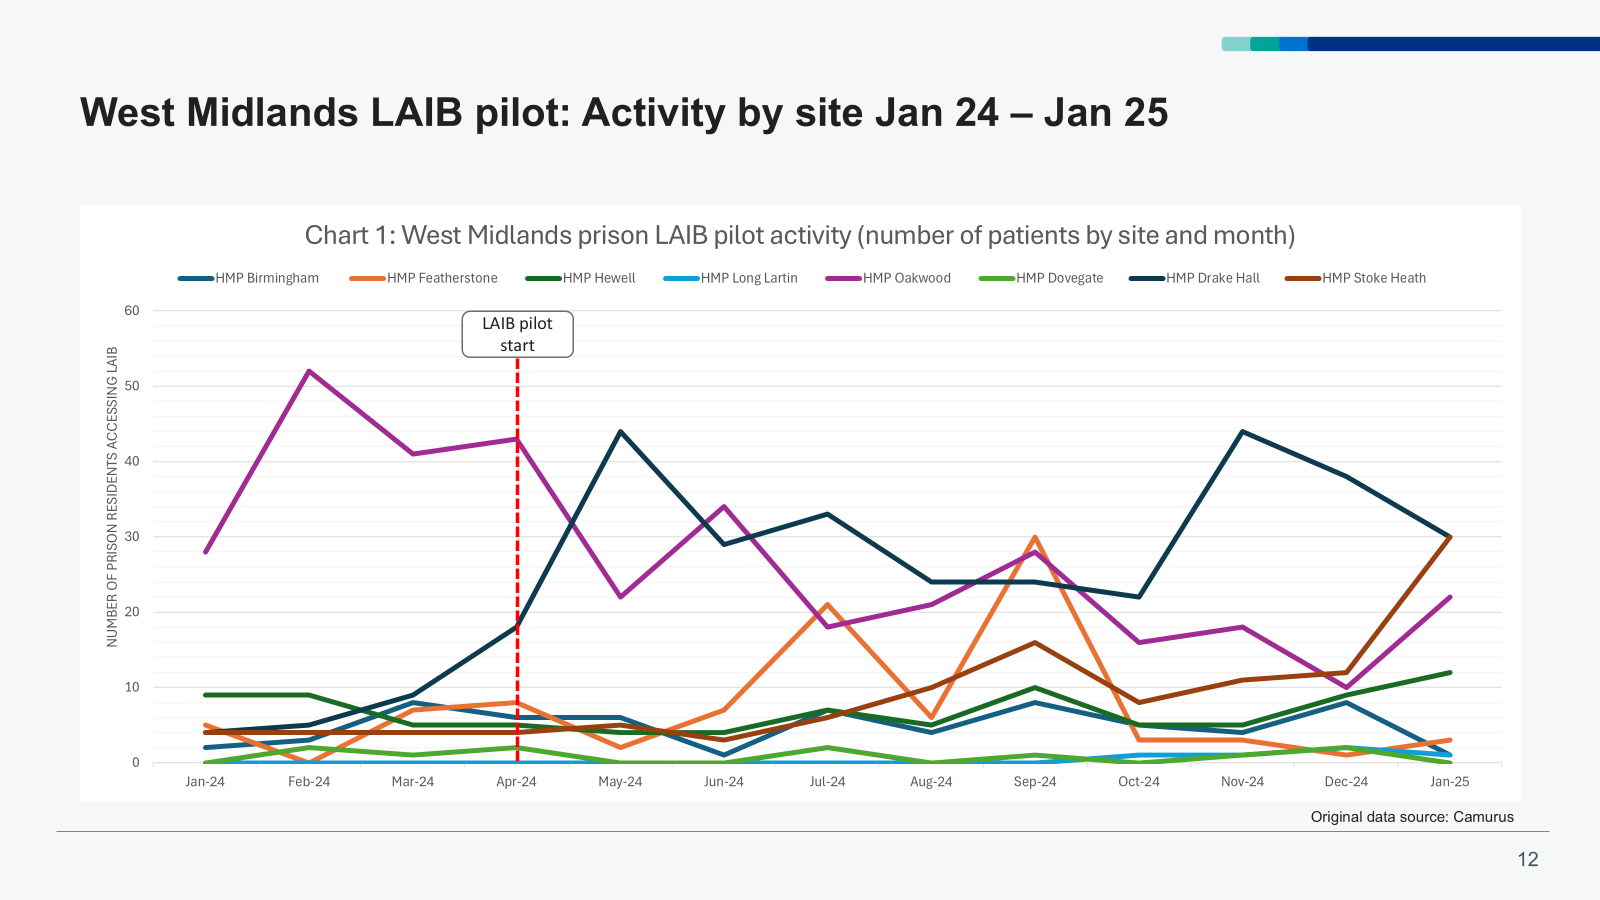 West Midlands LAIB pilot: Activity by site Jan 24 – Jan 25
Chart 1: West Midlands prison LAIB pilot activity (number of patients by site and month)
HMP Birmingham HMP Featherstone HMP Hewell HMP Long Lartin HMP Oakwood HMP Dovegate HMP Drake Hall HMP Stoke Heath
NUMBER OF PRISON RESIDENTS ACCESSING LAIB
60
50
40
30
20
10
0
LAIB pilot
start
Jan-24 Feb-24 Mar-24 Apr-24 May-24 Jun-24 Jul-24 Aug-24 Sep-24 Oct-24 Nov-24 Dec-24 Jan-25
Original data source: Camurus
12